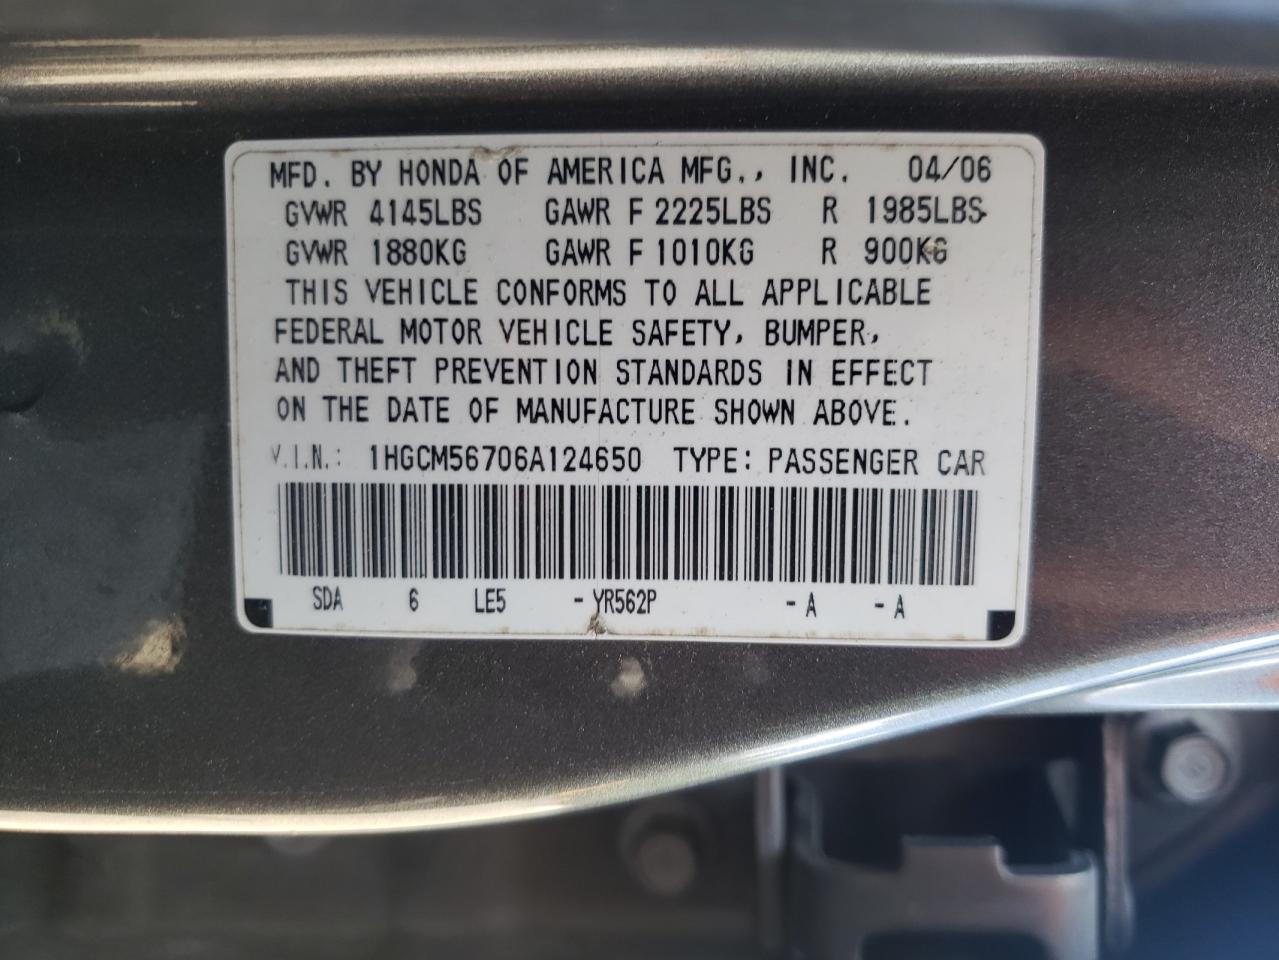 MFD. BY HONDA OF AMERICA MFG., INC. 04/06
GVWR 4145LBS GAWR F 2225LBS R 1985LBS
GVWR 1880KG GAWR F 1010KG R 900KG
THIS VEHICLE CONFORMS TO ALL APPLICABLE
FEDERAL MOTOR VEHICLE SAFETY, BUMPER,
AND THEFT PREVENTION STANDARDS IN EFFECT
ON THE DATE OF MANUFACTURE SHOWN ABOVE.
V.I.N.: 1HGCM56706A124650 TYPE: PASSENGER CAR
SDA 6 LE5 -YR562P -A -A